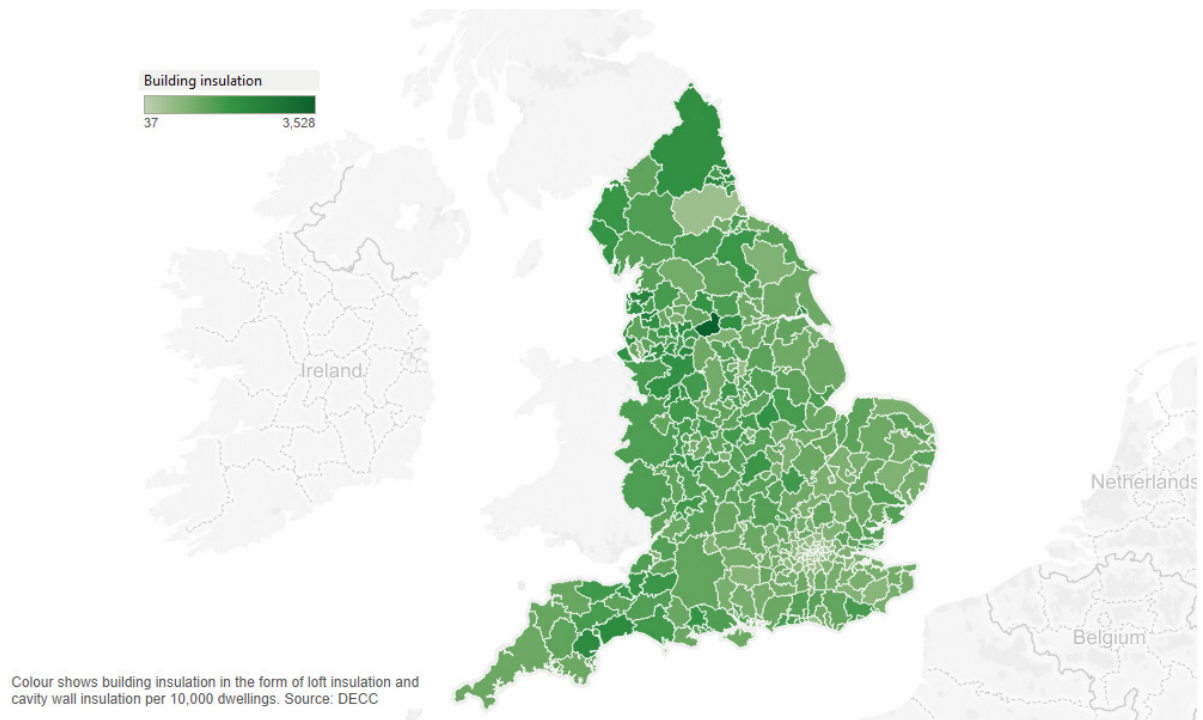 Building insulation
37 3,528
Ireland
Netherlands
Belgium
Colour shows building insulation in the form of loft insulation and
cavity wall insulation per 10,000 dwellings. Source: DECC